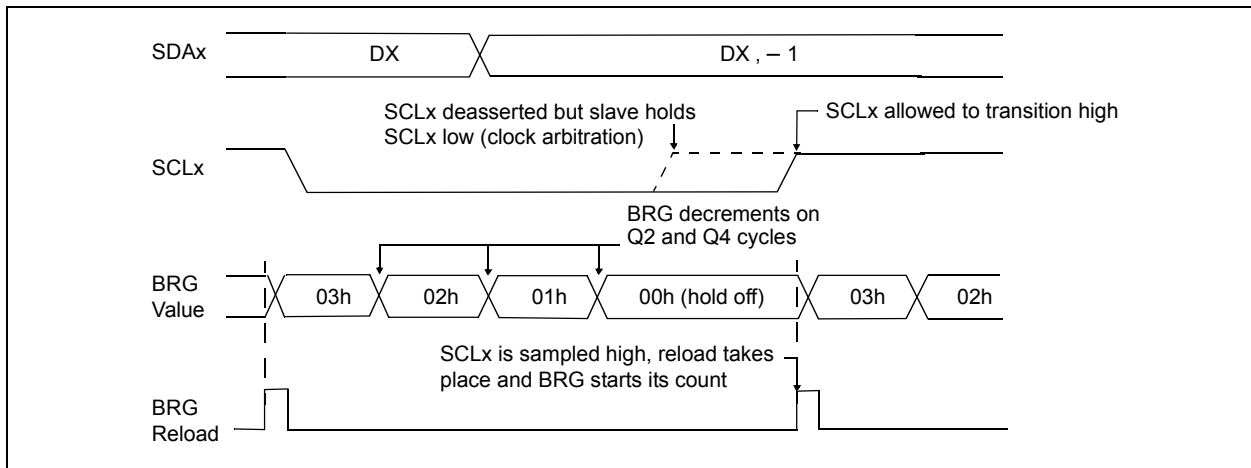 SDAx
DX
DX , – 1
SCLx deasserted but slave holds
SCLx low (clock arbitration)
SCLx allowed to transition high
SCLx
BRG decrements on
Q2 and Q4 cycles
BRG
Value
03h
02h
01h
00h (hold off)
03h
02h
SCLx is sampled high, reload takes
place and BRG starts its count
BRG
Reload